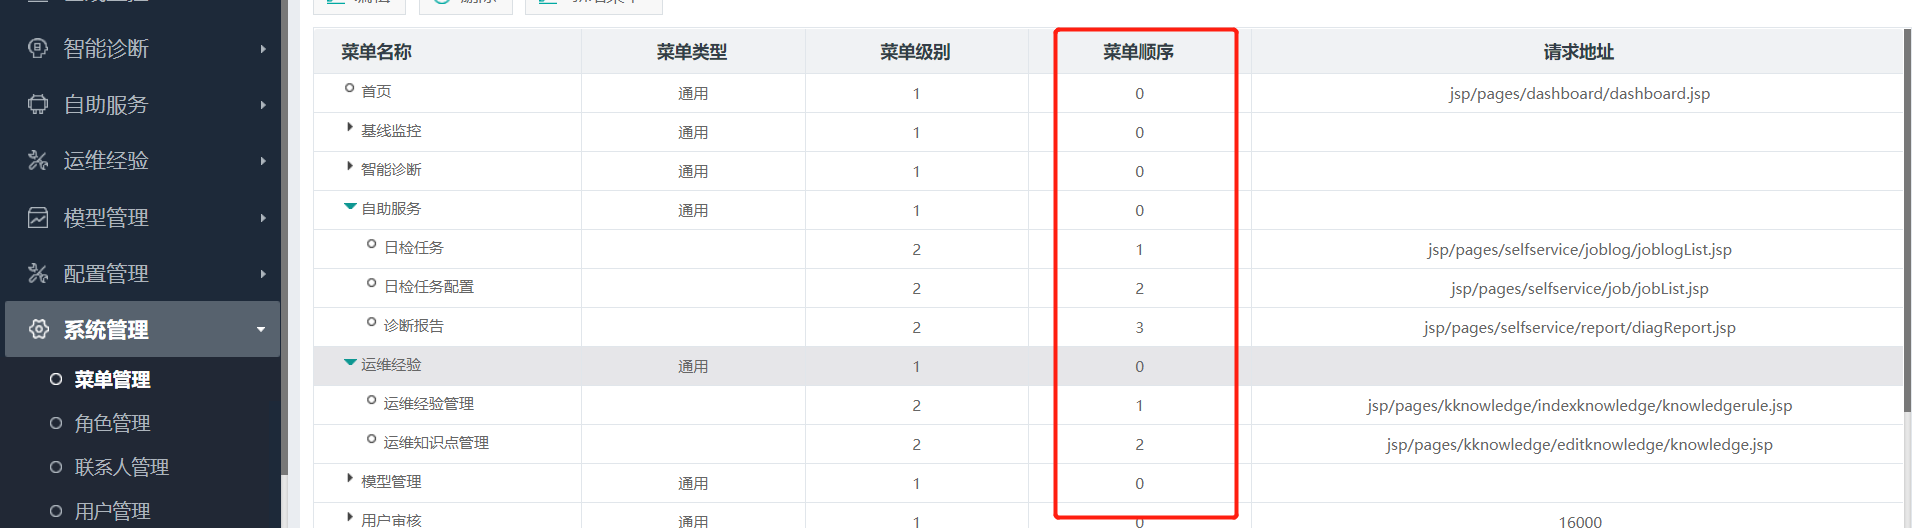 智能诊断
自助服务
运维经验
模型管理
配置管理
系统管理
菜单管理
角色管理
联系人管理
用户管理
菜单名称 菜单类型 菜单级别 菜单顺序 请求地址
首页 通用 1 0 jsp/pages/dashboard/dashboard.jsp
基线监控 通用 1 0
智能诊断 通用 1 0
自助服务 通用 1 0
日检任务 2 1 jsp/pages/selfservice/joblog/joblogList.jsp
日检任务配置 2 2 jsp/pages/selfservice/job/jobList.jsp
诊断报告 2 3 jsp/pages/selfservice/report/diagReport.jsp
运维经验 通用 1 0
运维经验管理 2 1 jsp/pages/kknowledge/indexknowledge/knowledgerule.jsp
运维知识点管理 2 2 jsp/pages/kknowledge/editknowledge/knowledge.jsp
模型管理 通用 1 0
用户审核 通用 1 0 16000